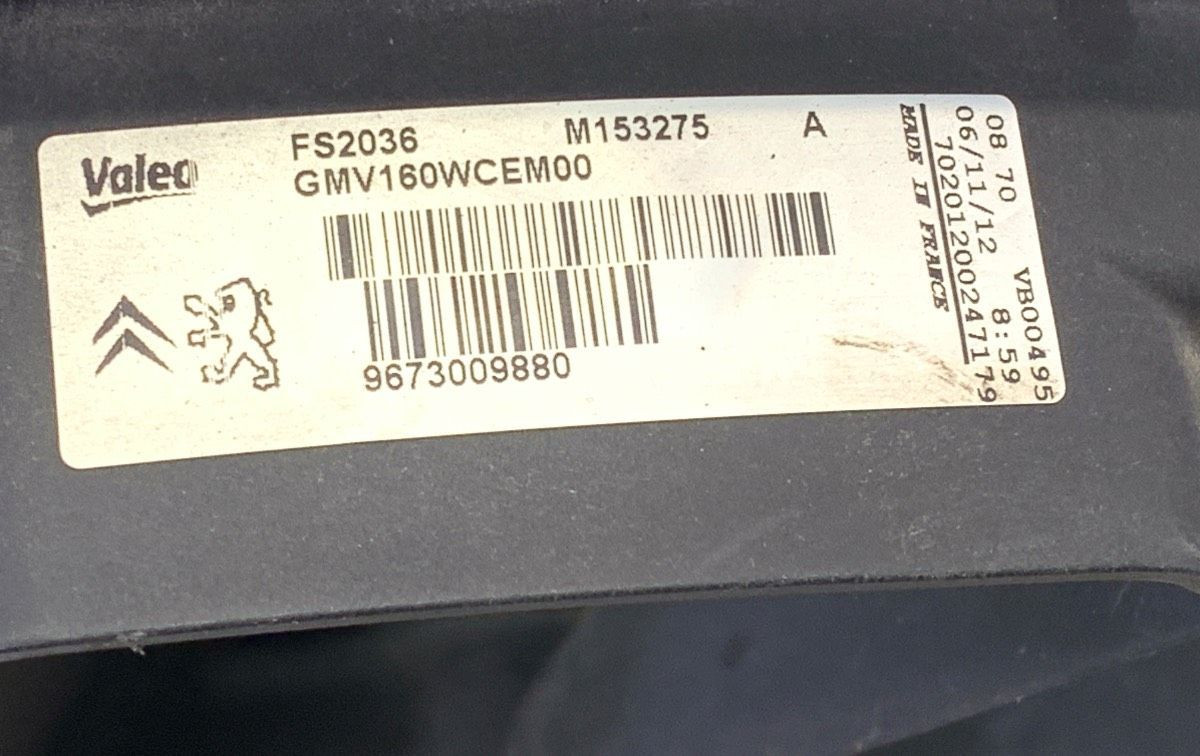 Valeo
FS2036 M153275 A
GMV160WCEM00
9673009880
08 70 VB00495
06/11/12 8:59
70201200247179
MADE IN FRANCE